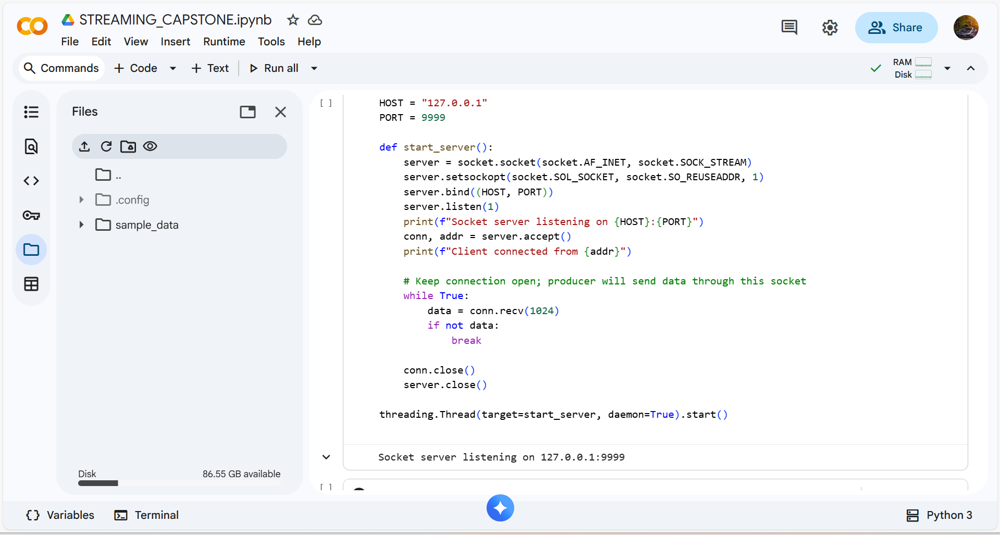 STREAMING_CAPSTONE.ipynb
File Edit View Insert Runtime Tools Help
Share
Commands + Code + Text Run all
RAM
Disk
Files
..
.config
sample_data
Disk 86.55 GB available
[ ]
HOST = "127.0.0.1"
PORT = 9999
def start_server():
server = socket.socket(socket.AF_INET, socket.SOCK_STREAM)
server.setsockopt(socket.SOL_SOCKET, socket.SO_REUSEADDR, 1)
server.bind((HOST, PORT))
server.listen(1)
print(f"Socket server listening on {HOST}:{PORT}")
conn, addr = server.accept()
print(f"Client connected from {addr}")
# Keep connection open; producer will send data through this socket
while True:
data = conn.recv(1024)
if not data:
break
conn.close()
server.close()
threading.Thread(target=start_server, daemon=True).start()
Socket server listening on 127.0.0.1:9999
[ ]
Variables Terminal Python 3